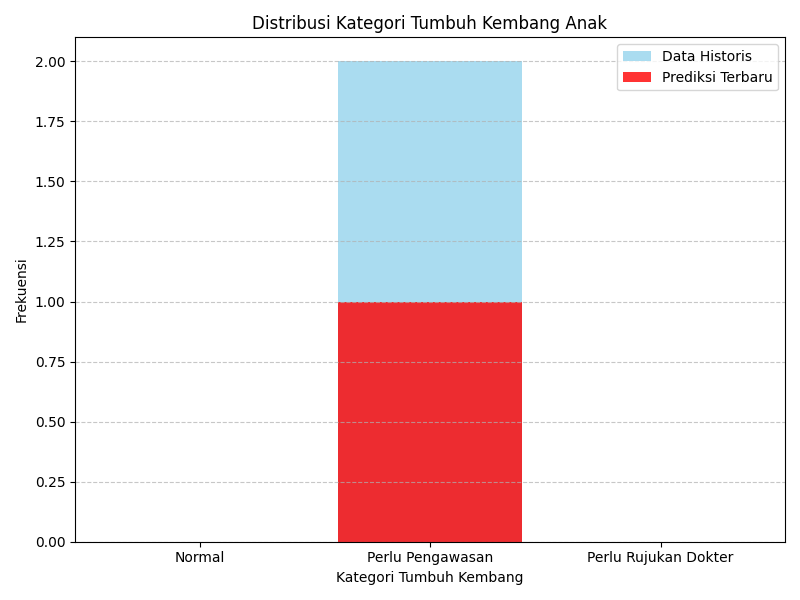 Distribusi Kategori Tumbuh Kembang Anak
Data Historis
Prediksi Terbaru
2.00
1.75
1.50
1.25
1.00
0.75
0.50
0.25
0.00
Frekuensi
Normal
Perlu Pengawasan
Perlu Rujukan Dokter
Kategori Tumbuh Kembang